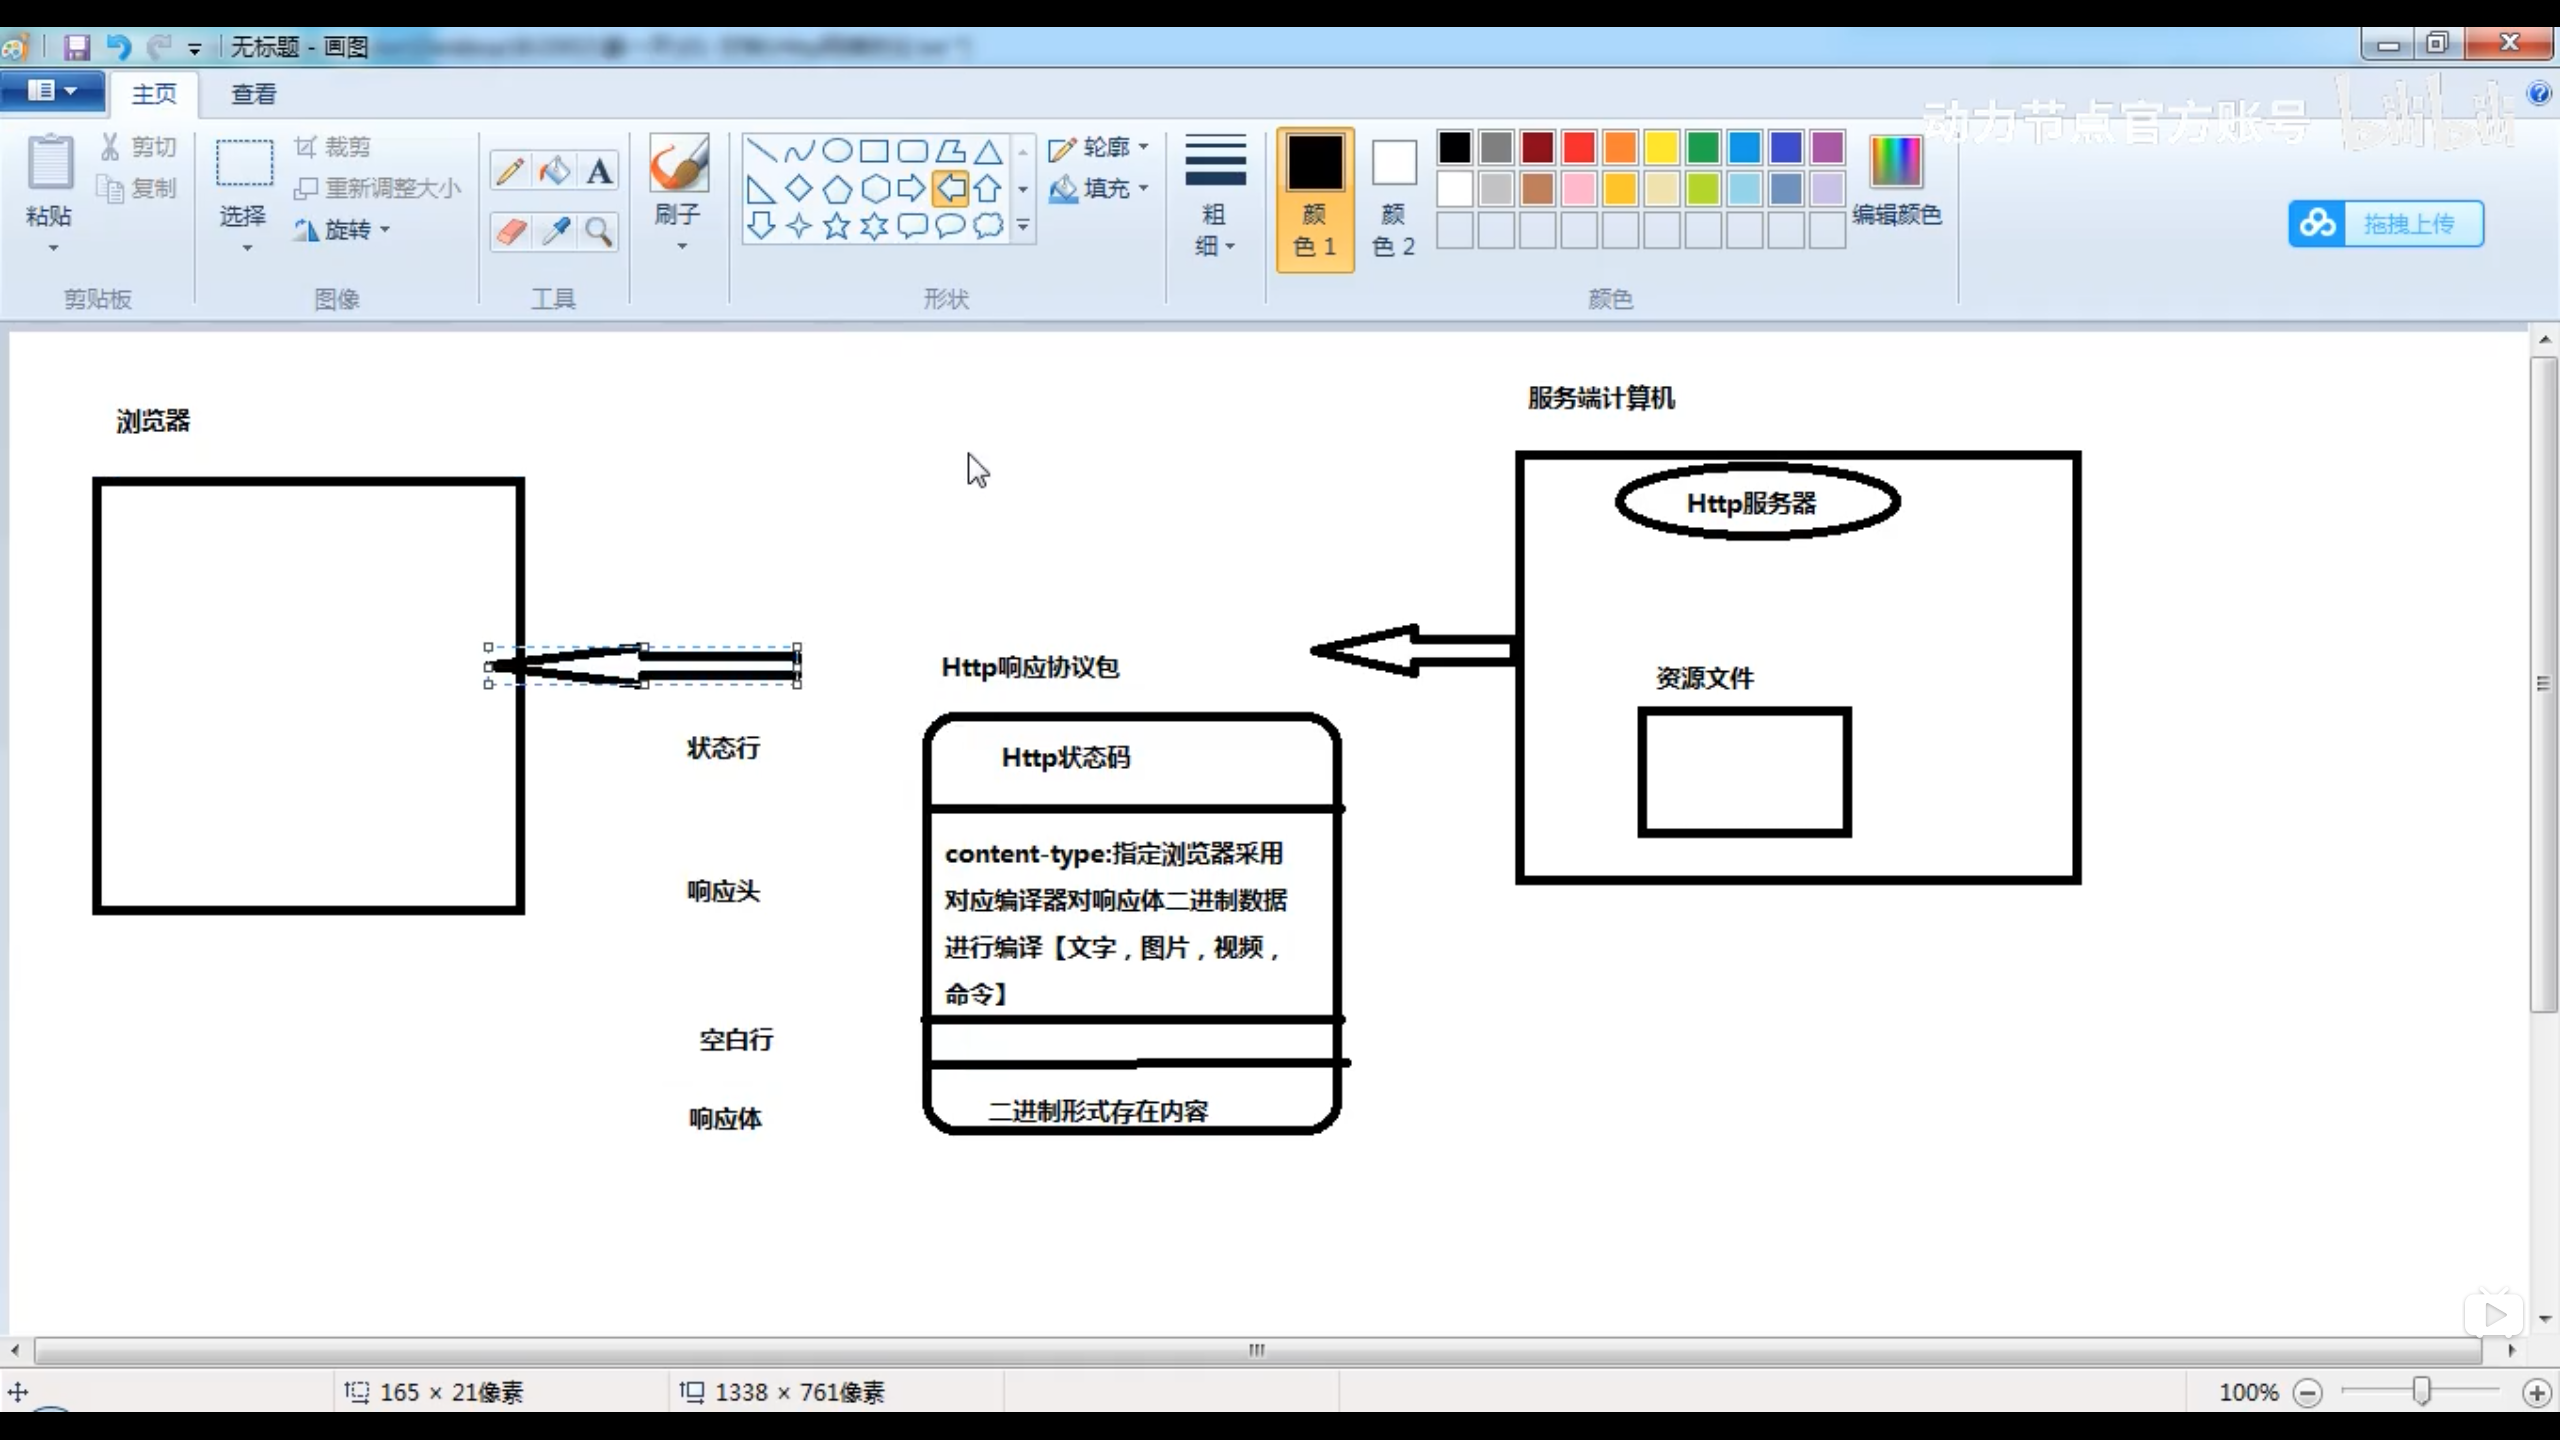 无标题 - 画图
主页
查看
动力节点官方账号
bilibili
粘贴
剪切
复制
剪贴板
选择
裁剪
重新调整大小
旋转
图像
A
工具
刷子
形状
轮廓
填充
粗
细
颜
色 1
颜
色 2
编辑颜色
颜色
拖拽上传
浏览器
服务端计算机
Http服务器
资源文件
Http响应协议包
状态行
Http状态码
响应头
content-type:指定浏览器采用
对应编译器对响应体二进制数据
进行编译【文字，图片，视频，
命令】
空白行
响应体
二进制形式存在内容
165 × 21像素
1338 × 761像素
100%